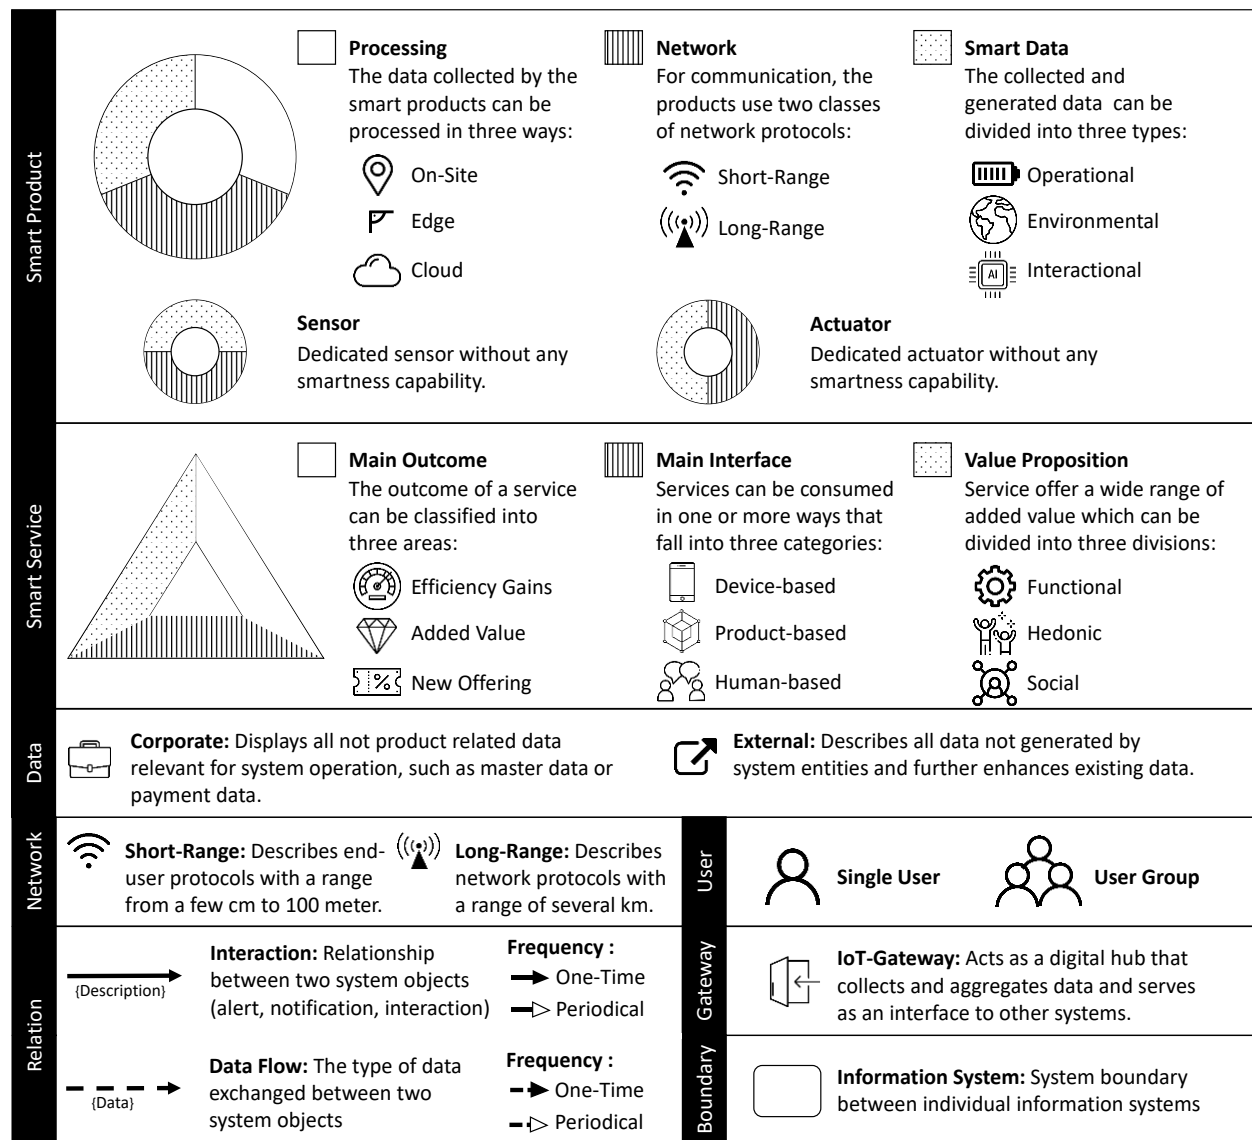 Smart Product
Processing
The data collected by the
smart products can be
processed in three ways:
On-Site
Edge
Cloud
Network
For communication, the
products use two classes
of network protocols:
Short-Range
Long-Range
Smart Data
The collected and
generated data can be
divided into three types:
Operational
Environmental
AI
Interactional
Sensor
Dedicated sensor without any
smartness capability.
Actuator
Dedicated actuator without any
smartness capability.
Smart Service
Main Outcome
The outcome of a service
can be classified into
three areas:
Efficiency Gains
Added Value
%
New Offering
Main Interface
Services can be consumed
in one or more ways that
fall into three categories:
Device-based
Product-based
Human-based
Value Proposition
Service offer a wide range of
added value which can be
divided into three divisions:
Functional
Hedonic
Social
Data
Corporate: Displays all not product related data
relevant for system operation, such as master data or
payment data.
External: Describes all data not generated by
system entities and further enhances existing data.
Network
Short-Range: Describes end-
user protocols with a range
from a few cm to 100 meter.
Long-Range: Describes
network protocols with
a range of several km.
User
Single User
User Group
Relation
{Description}
Interaction: Relationship
between two system objects
(alert, notification, interaction)
Frequency :
One-Time
Periodical
{Data}
Data Flow: The type of data
exchanged between two
system objects
Frequency :
One-Time
Periodical
Gateway
IoT-Gateway: Acts as a digital hub that
collects and aggregates data and serves
as an interface to other systems.
Boundary
Information System: System boundary
between individual information systems